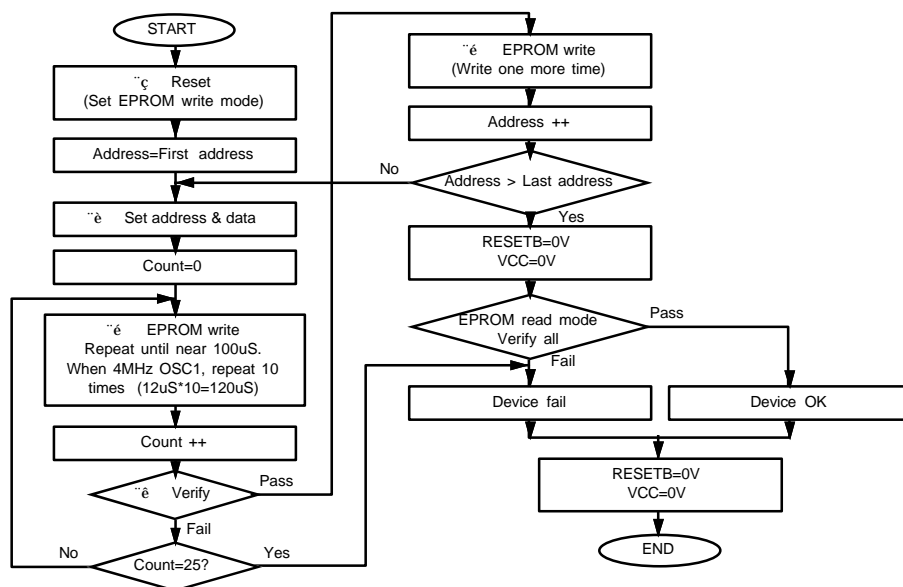 START
¨ç Reset
(Set EPROM write mode)
Address=First address
¨è Set address & data
Count=0
¨é EPROM write
Repeat until near 100uS.
When 4MHz OSC1, repeat 10
times (12uS*10=120uS)
Count ++
¨ê Verify
Pass
Fail
Count=25?
No
Yes
¨é EPROM write
(Write one more time)
Address ++
No
Address > Last address
Yes
RESETB=0V
VCC=0V
EPROM read mode
Verify all
Pass
Fail
Device fail
Device OK
RESETB=0V
VCC=0V
END